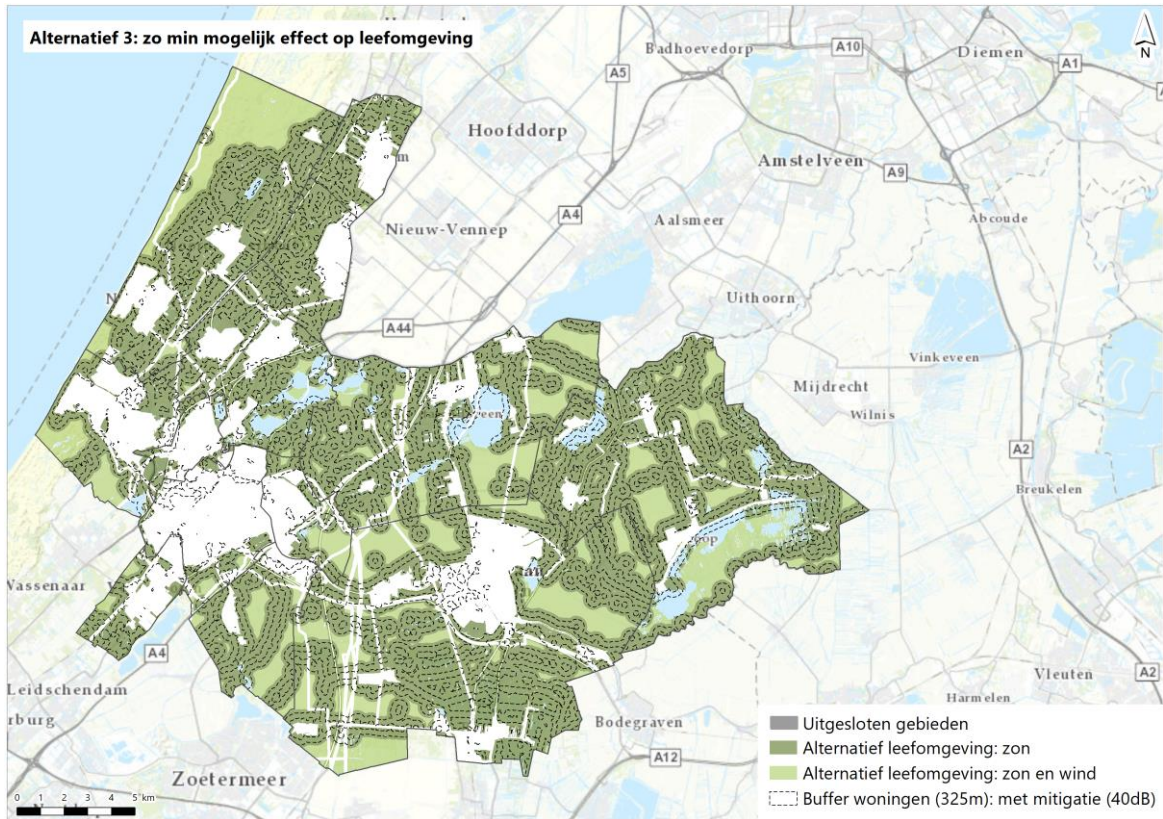 Alternatief 3: zo min mogelijk effect op leefomgeving
N
Badhoevedorp
A10
Diemen
A5
A1
Hoofddorp
Amstelveen
A9
A4
Abcoude
Nieuw-Vennep
Aalsmeer
Uithoorn
A44
Vinkeveen
Mijdrecht
Wilnis
A2
Breukelen
Wassenaar
A4
Leidschendam
Vleuten
A2
Harmelen
Bodegraven
A12
Zoetermeer
Uitgesloten gebieden
Alternatief leefomgeving: zon
Alternatief leefomgeving: zon en wind
Buffer woningen (325m): met mitigatie (40dB)
0 1 2 3 4 5 km